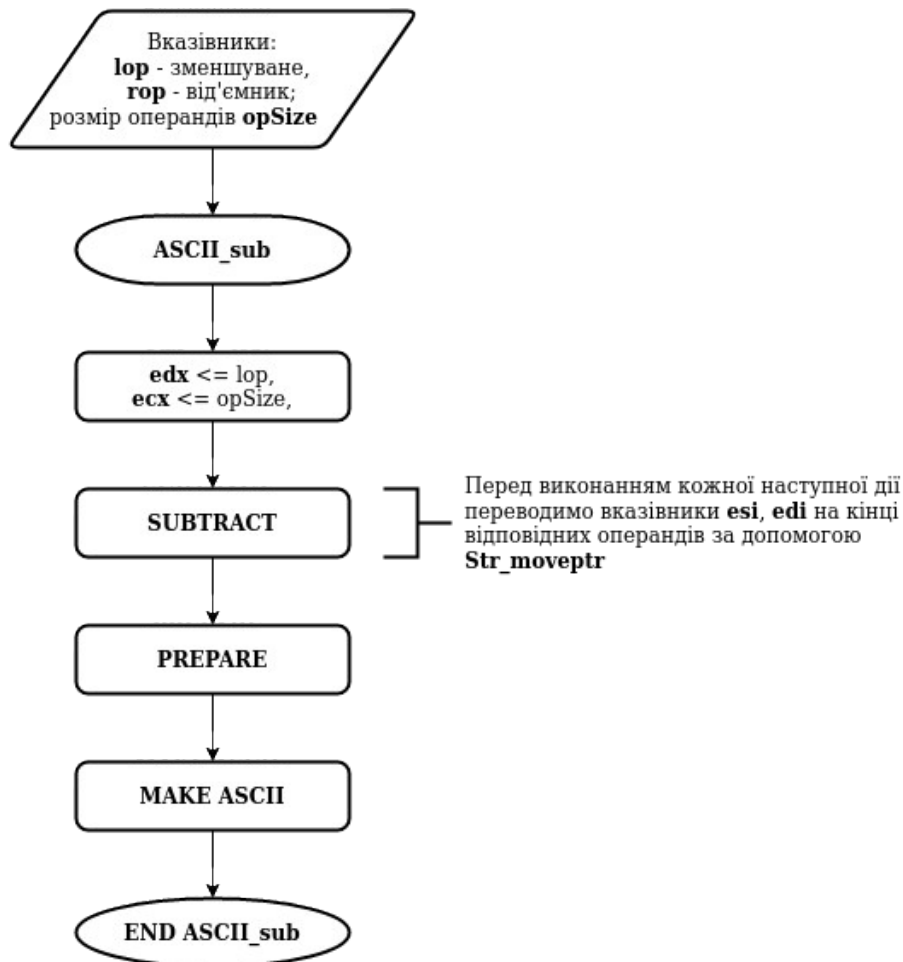 Вказівники:
lop - зменшуване,
rop - від'ємник;
розмір операндів opSize
ASCII_sub
edx <= lop,
ecx <= opSize,
SUBTRACT
Перед виконанням кожної наступної дії
переводимо вказівники esi, edi на кінці
відповідних операндів за допомогою
Str_moveptr
PREPARE
MAKE ASCII
END ASCII_sub